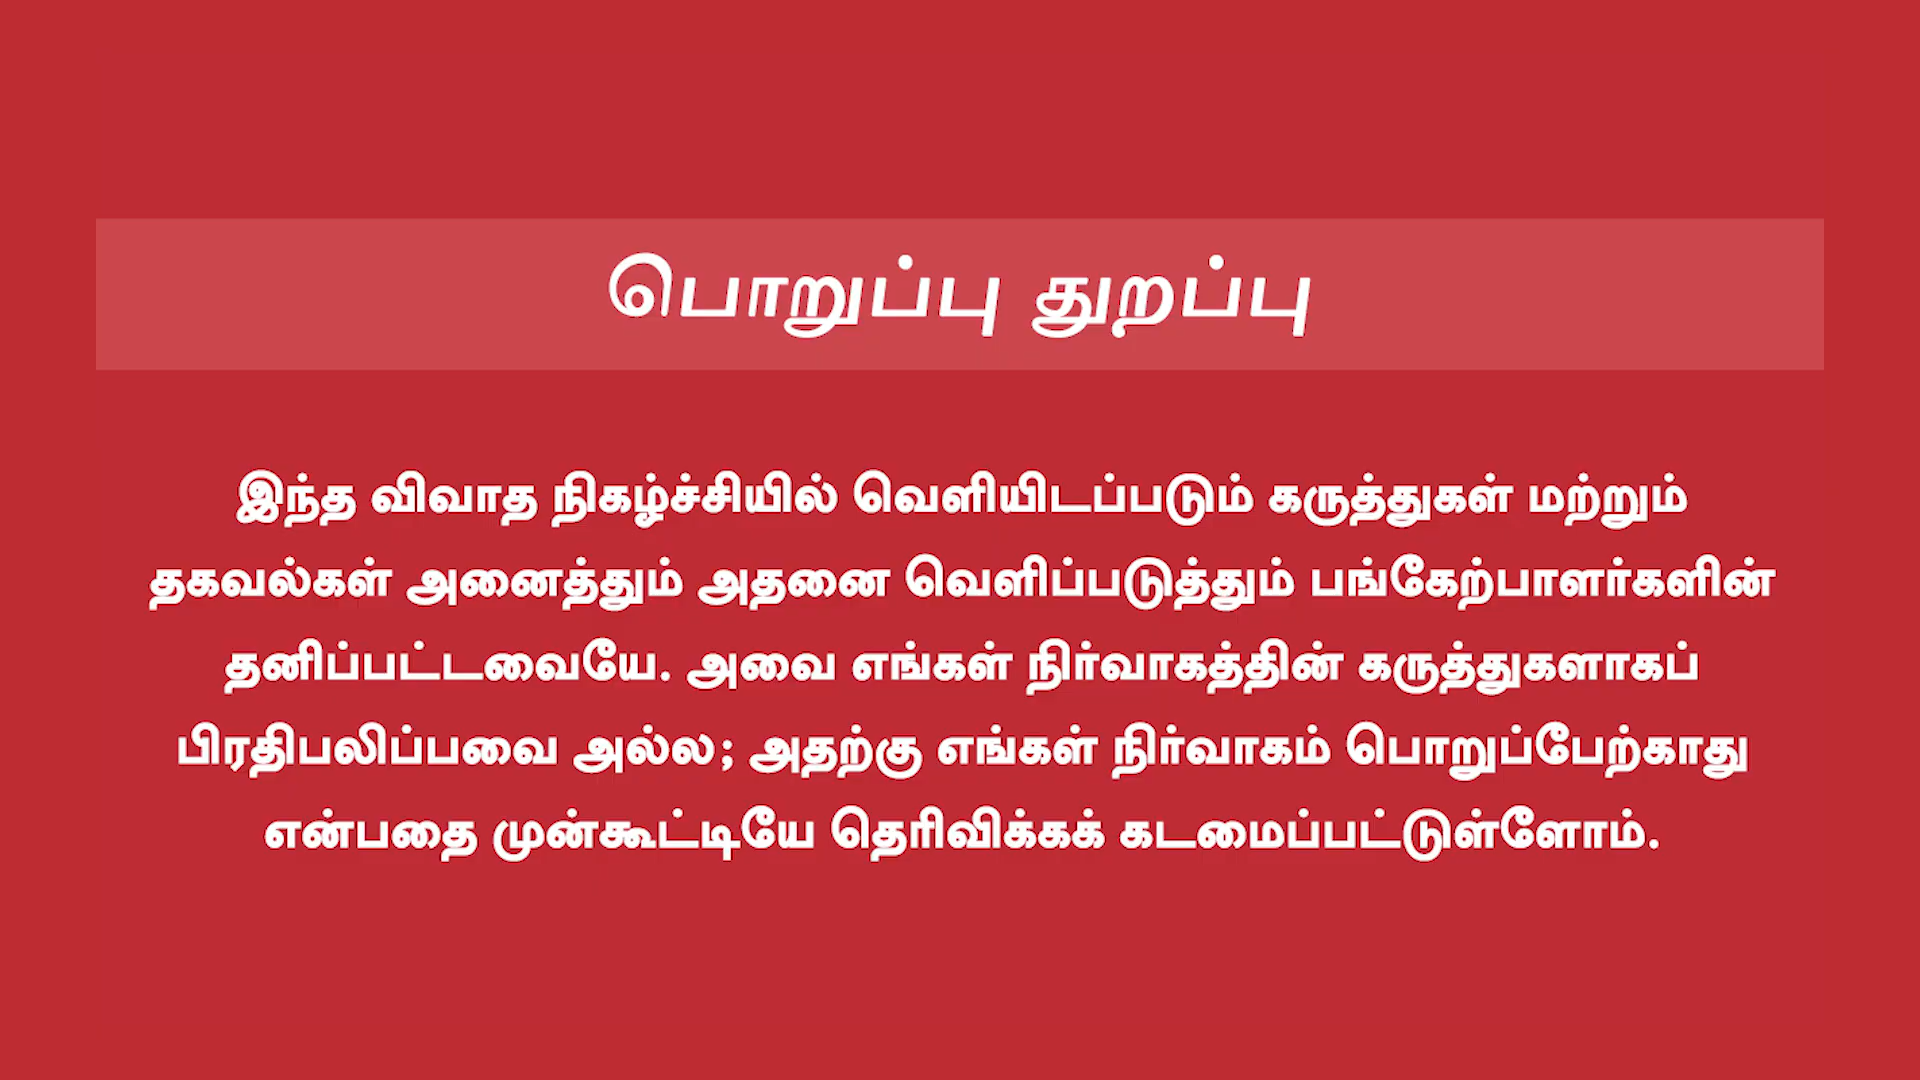 பொறுப்பு துறப்பு
இந்த விவாத நிகழ்ச்சியில் வெளியிடப்படும் கருத்துகள் மற்றும்
தகவல்கள் அனைத்தும் அதனை வெளிப்படுத்தும் பங்கேற்பாளர்களின்
தனிப்பட்டவையே. அவை எங்கள் நிர்வாகத்தின் கருத்துகளாகப்
பிரதிபலிப்பவை அல்ல; அதற்கு எங்கள் நிர்வாகம் பொறுப்பேற்காது
என்பதை முன்கூட்டியே தெரிவிக்கக் கடமைப்பட்டுள்ளோம்.